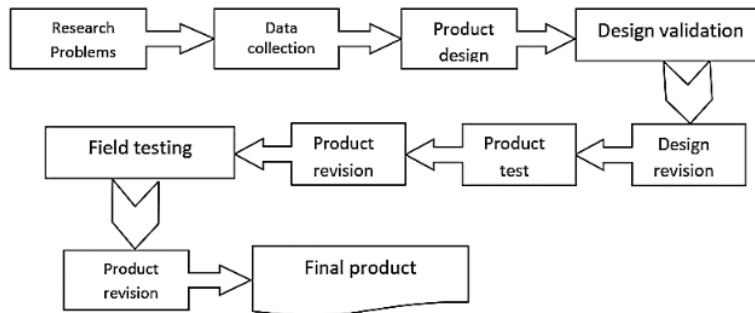 Research
Problems
Data
collection
Product
design
Design validation
Design
revision
Product
test
Product
revision
Field testing
Product
revision
Final product